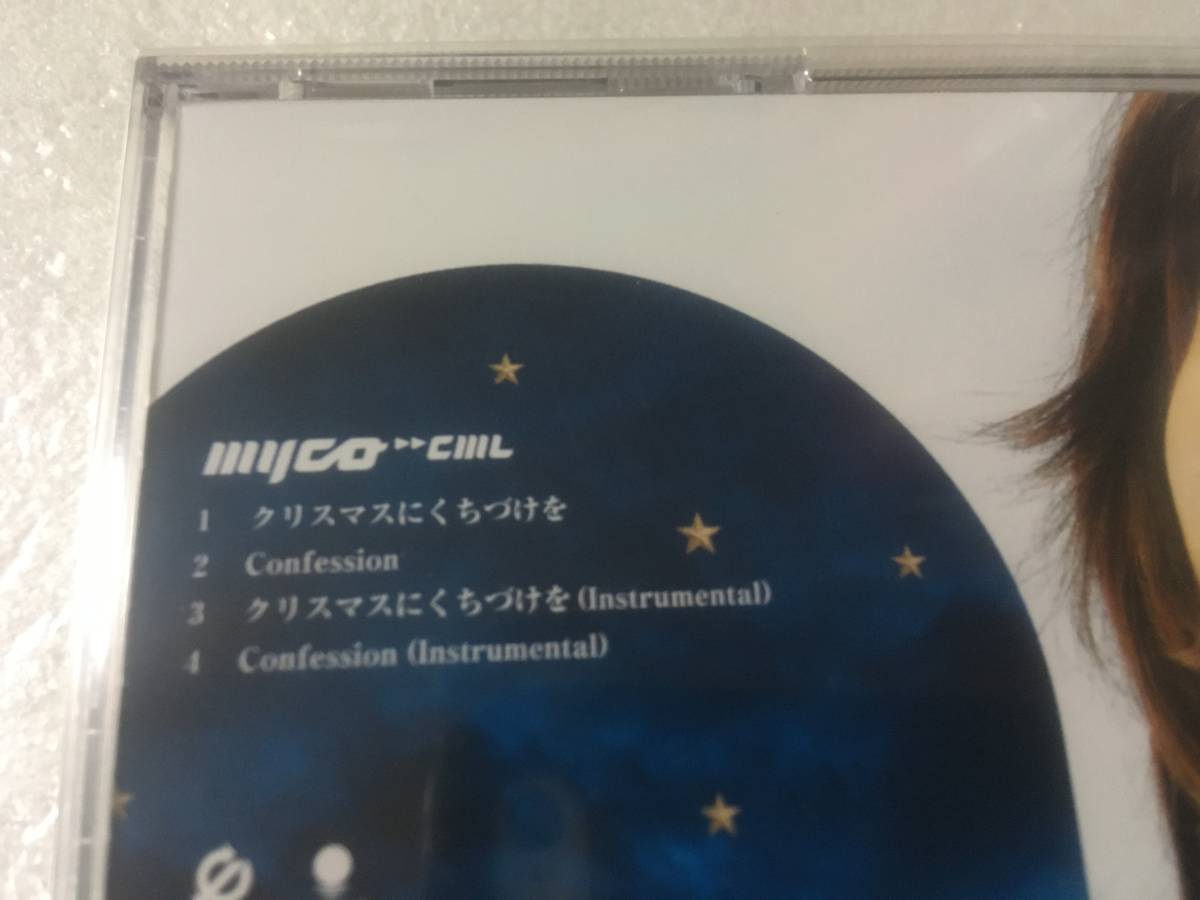 myco ▸▸ CML
1 クリスマスにくちづけを
2 Confession
3 クリスマスにくちづけを (Instrumental)
4 Confession (Instrumental)